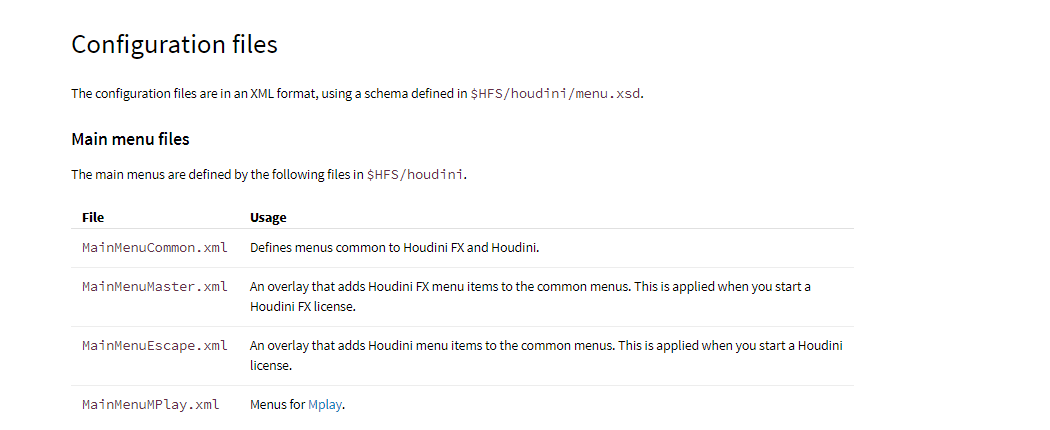 Configuration files
The configuration files are in an XML format, using a schema defined in $HFS/houdini/menu.xsd.
Main menu files
The main menus are defined by the following files in $HFS/houdini.
File Usage
MainMenuCommon.xml Defines menus common to Houdini FX and Houdini.
MainMenuMaster.xml An overlay that adds Houdini FX menu items to the common menus. This is applied when you start a
Houdini FX license.
MainMenuEscape.xml An overlay that adds Houdini menu items to the common menus. This is applied when you start a Houdini
license.
MainMenuMPlay.xml Menus for Mplay.